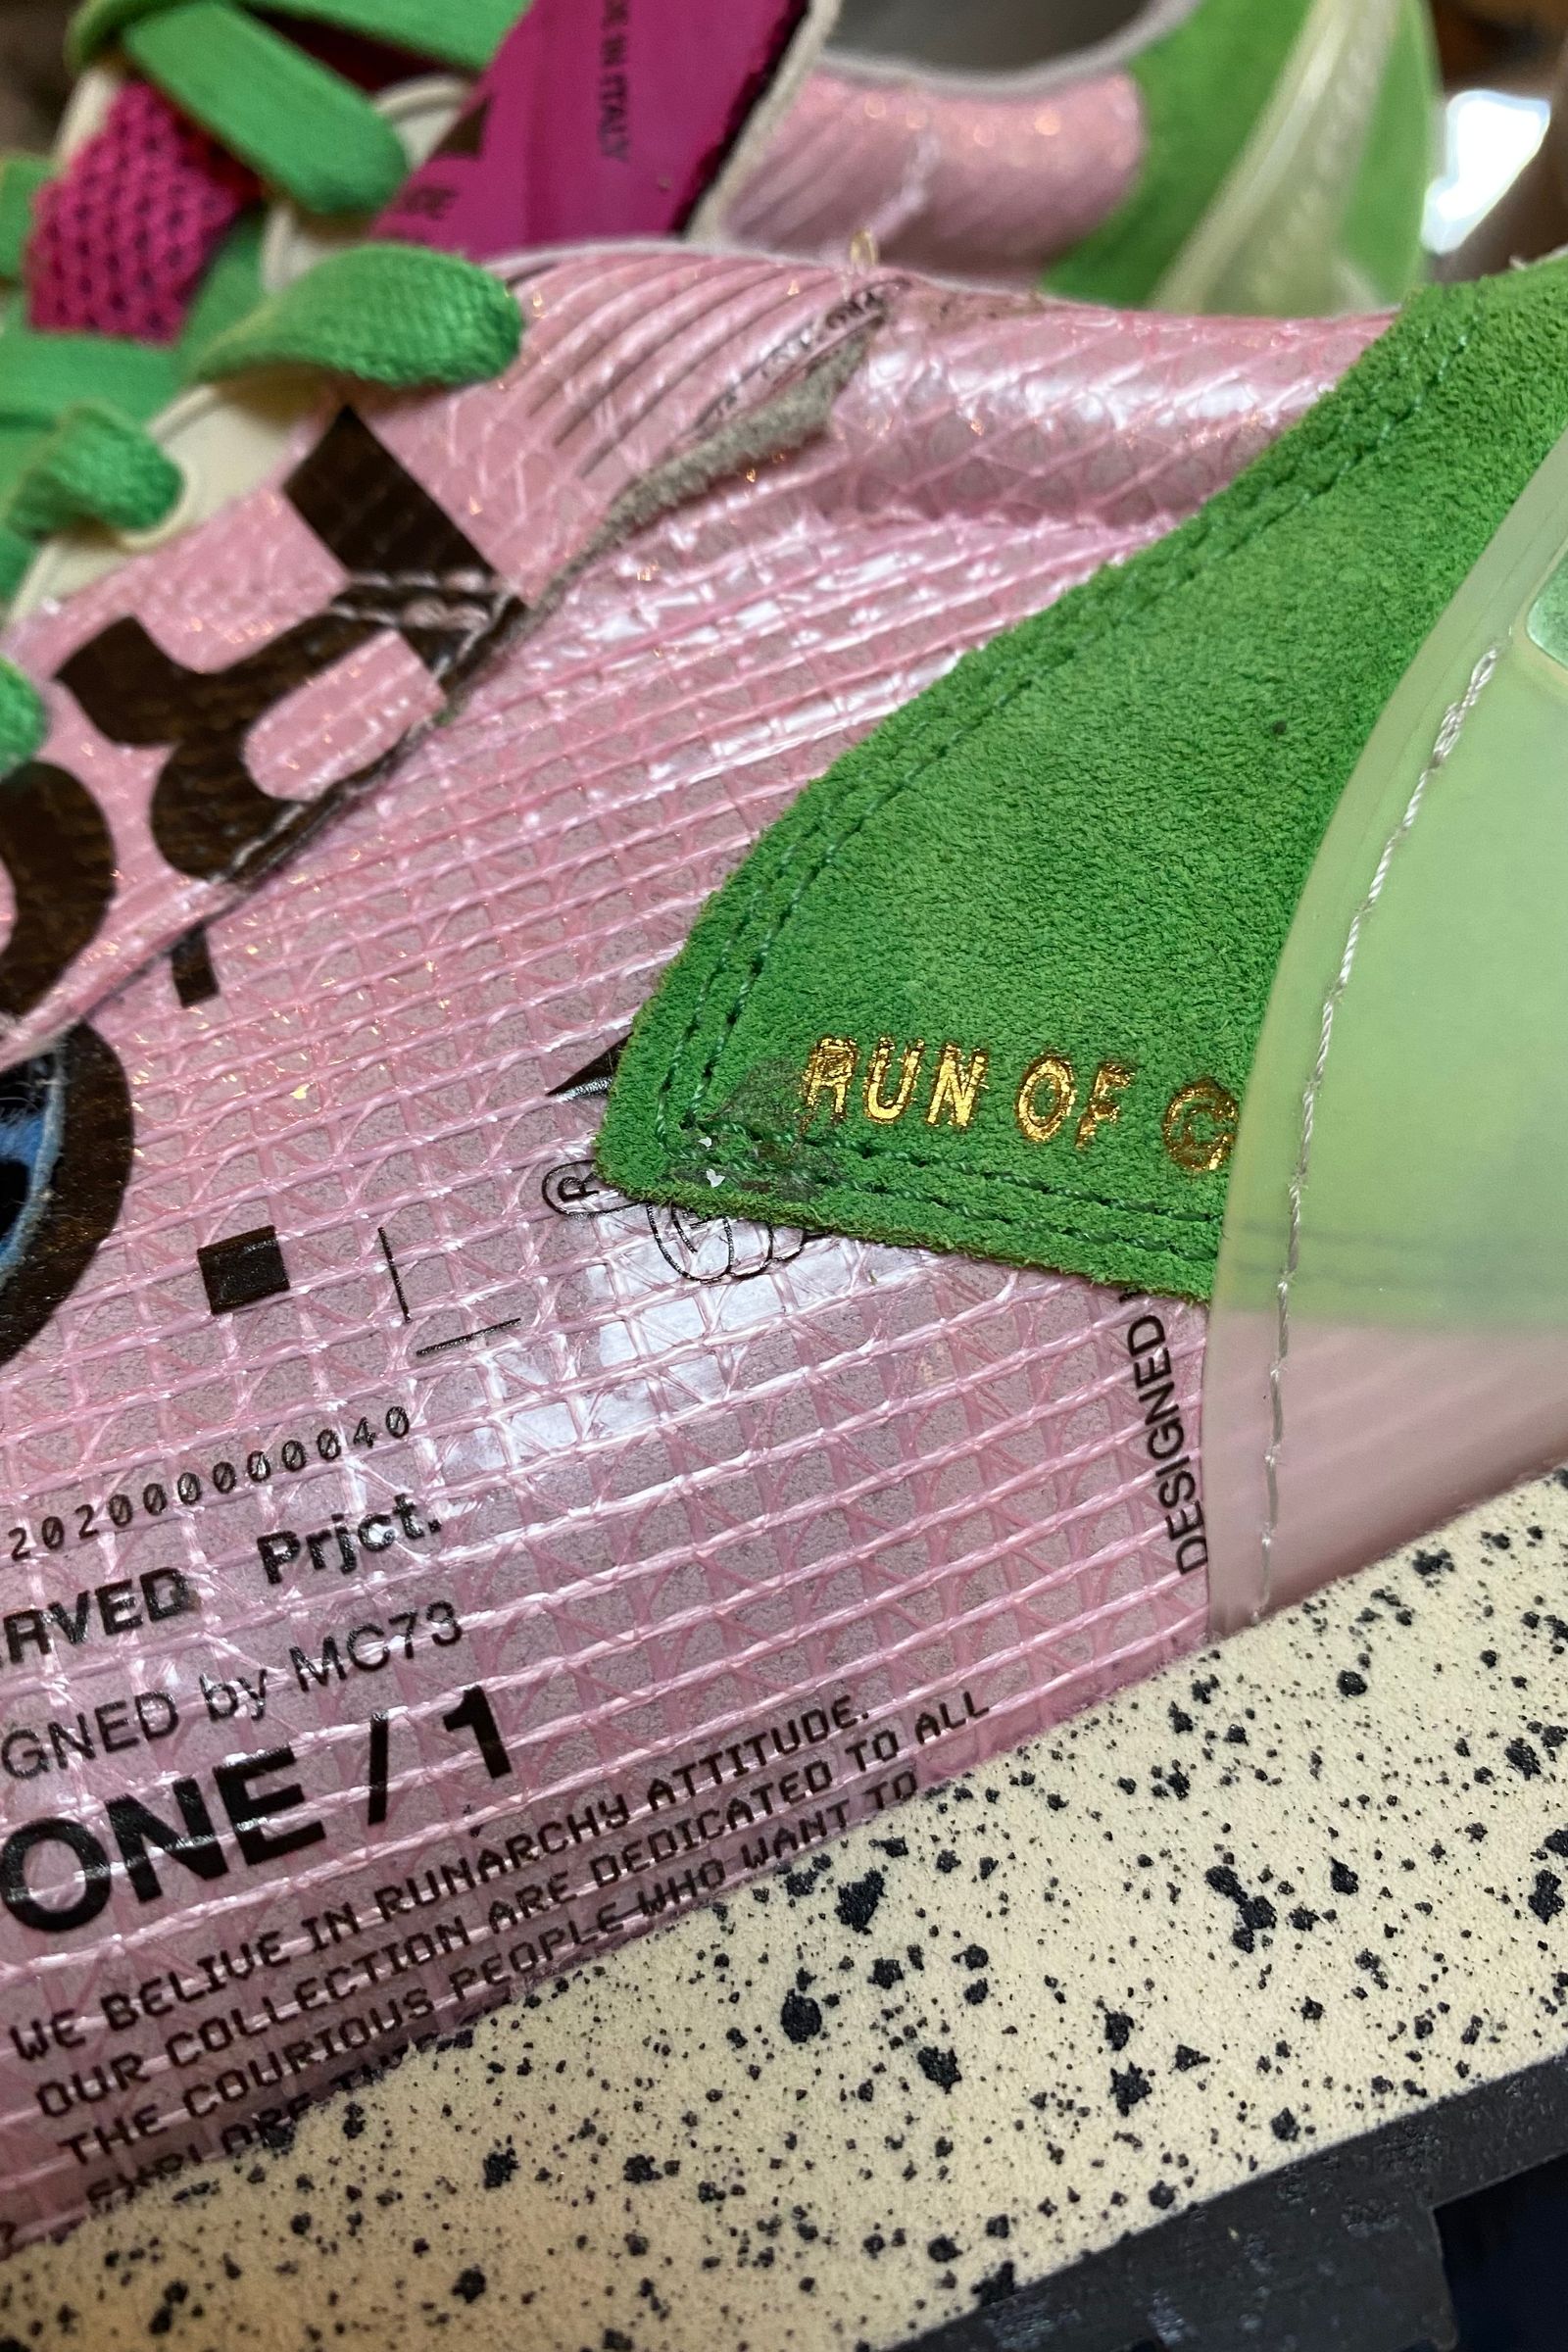 MADE IN ITALY
RUN OF ©
®
DESIGNED
2020000000040
RVED Prjct.
GNED by MC73
ONE / 1
WE BELIVE IN RUNARCHY ATTITUDE.
OUR COLLECTION ARE DEDICATED TO ALL
THE COURIOUS PEOPLE WHO WANT TO